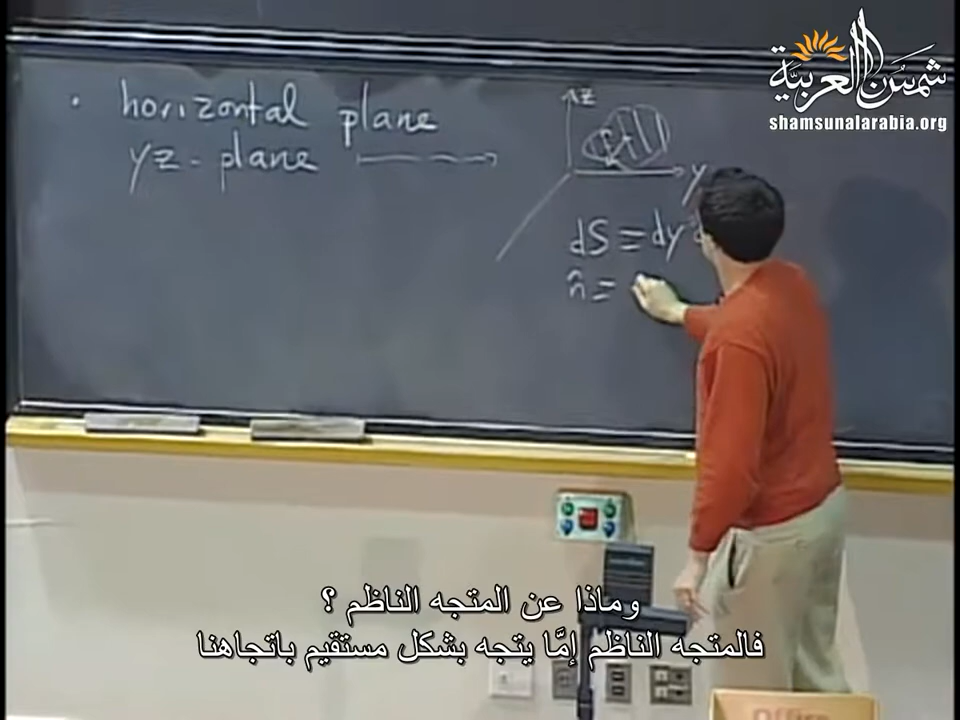 شمس العربية
shamsunalarabia.org
· horizontal plane
yz-plane
z
y
dS = dy
n̂ =
وماذا عن المتجه الناظم ؟
فالمتجه الناظم إمَّا يتجه بشكل مستقيم باتجاهنا